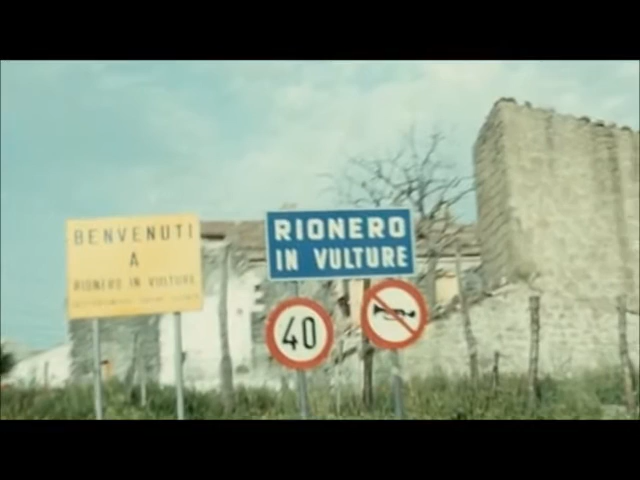 BENVENUTI
A
RIONERO IN VULTURE
RIONERO
IN VULTURE
40